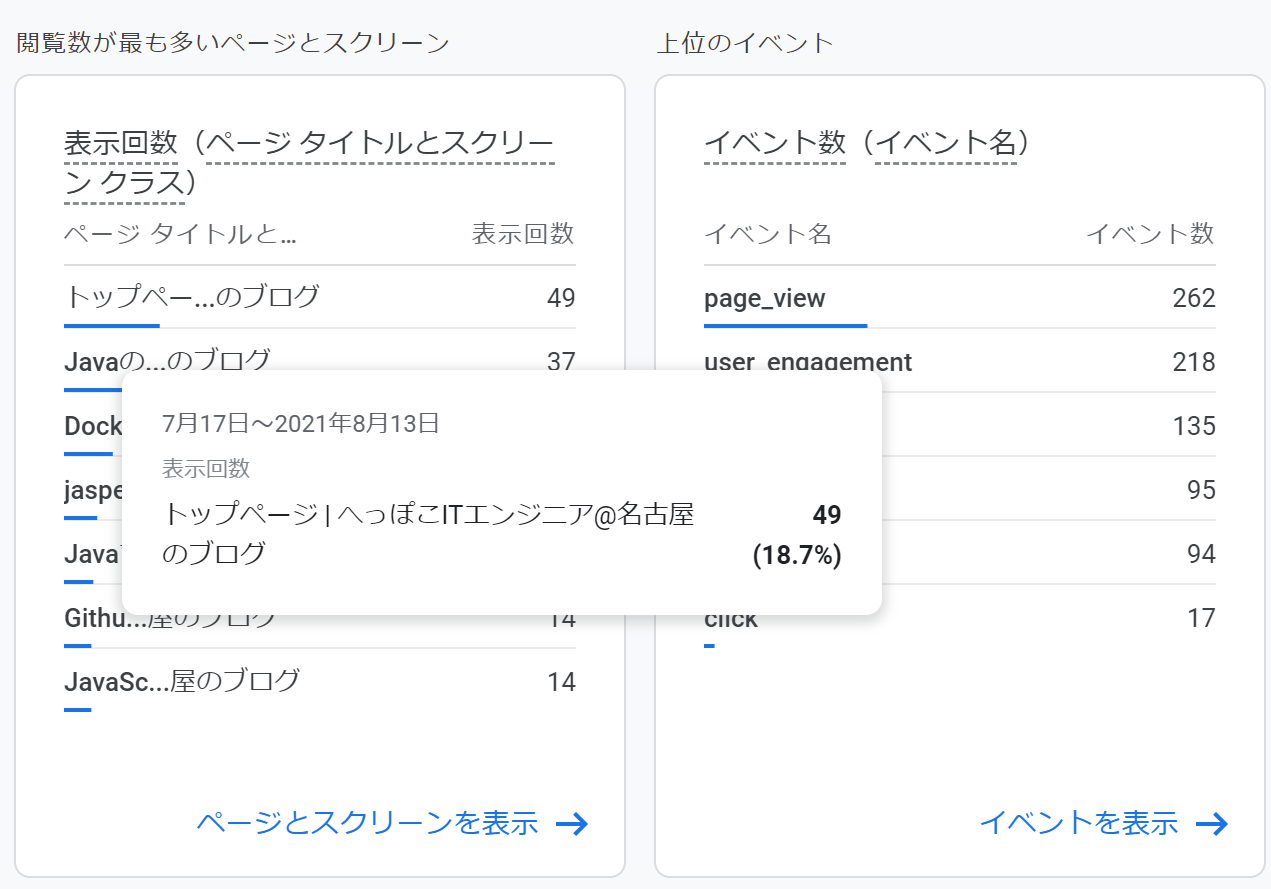 閲覧数が最も多いページとスクリーン
表示回数（ページ タイトルとスクリー
ン クラス）
ページ タイトルと... 表示回数
トップペー...のブログ 49
Javaの...のブログ 37
Dock
jaspe
Java
Githu...屋のブログ 14
JavaSc...屋のブログ 14
ページとスクリーンを表示 →
7月17日～2021年8月13日
表示回数
トップページ | へっぽこITエンジニア@名古屋 49
のブログ (18.7%)
上位のイベント
イベント数（イベント名）
イベント名 イベント数
page_view 262
user_engagement 218
135
95
94
click 17
イベントを表示 →